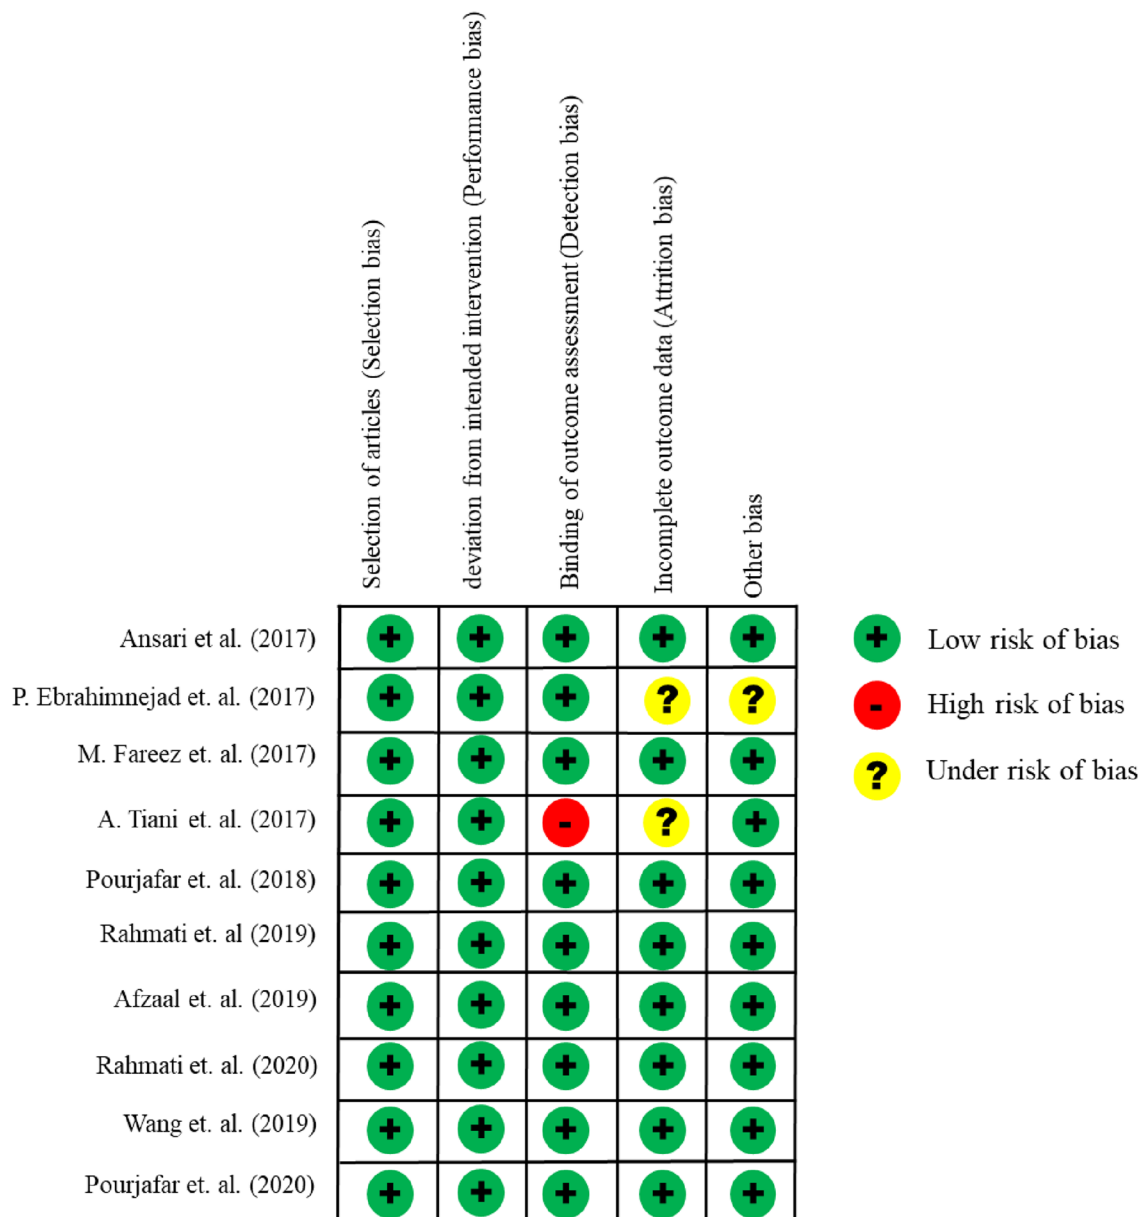 Selection of articles (Selection bias)
deviation from intended intervention (Performance bias)
Binding of outcome assessment (Detection bias)
Incomplete outcome data (Attrition bias)
Other bias
Ansari et al. (2017) + + + + +
P. Ebrahimnejad et. al. (2017) + + + ? ?
M. Fareez et. al. (2017) + + + + +
A. Tiani et. al. (2017) + + - ? +
Pourjafar et. al. (2018) + + + + +
Rahmati et. al (2019) + + + + +
Afzaal et. al. (2019) + + + + +
Rahmati et. al. (2020) + + + + +
Wang et. al. (2019) + + + + +
Pourjafar et. al. (2020) + + + + +
+ Low risk of bias
- High risk of bias
? Under risk of bias